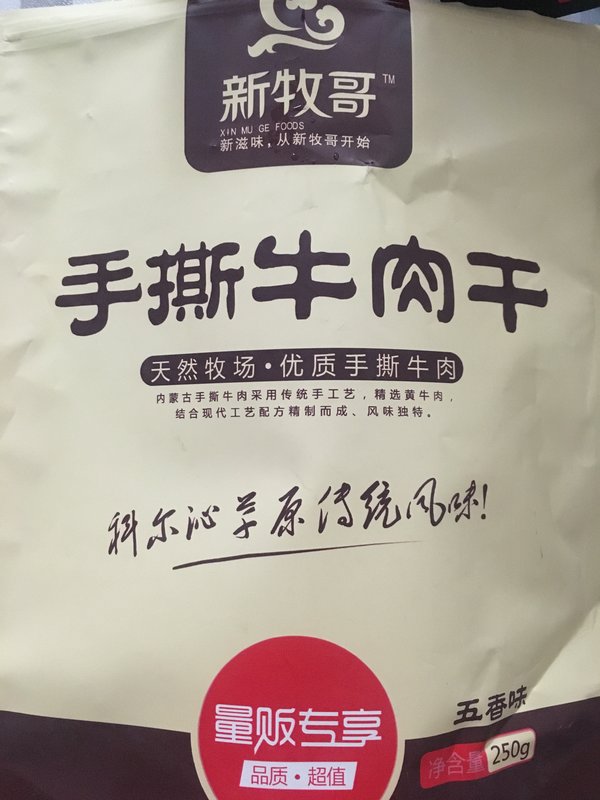 新牧哥™
XIN MU GE FOODS
新滋味，从新牧哥开始
手撕牛肉干
天然牧场·优质手撕牛肉
内蒙古手撕牛肉采用传统手工艺，精选黄牛肉，
结合现代工艺配方精制而成、风味独特。
科尔沁草原传统风味！
五香味
净含量 250g
量贩专享
品质·超值